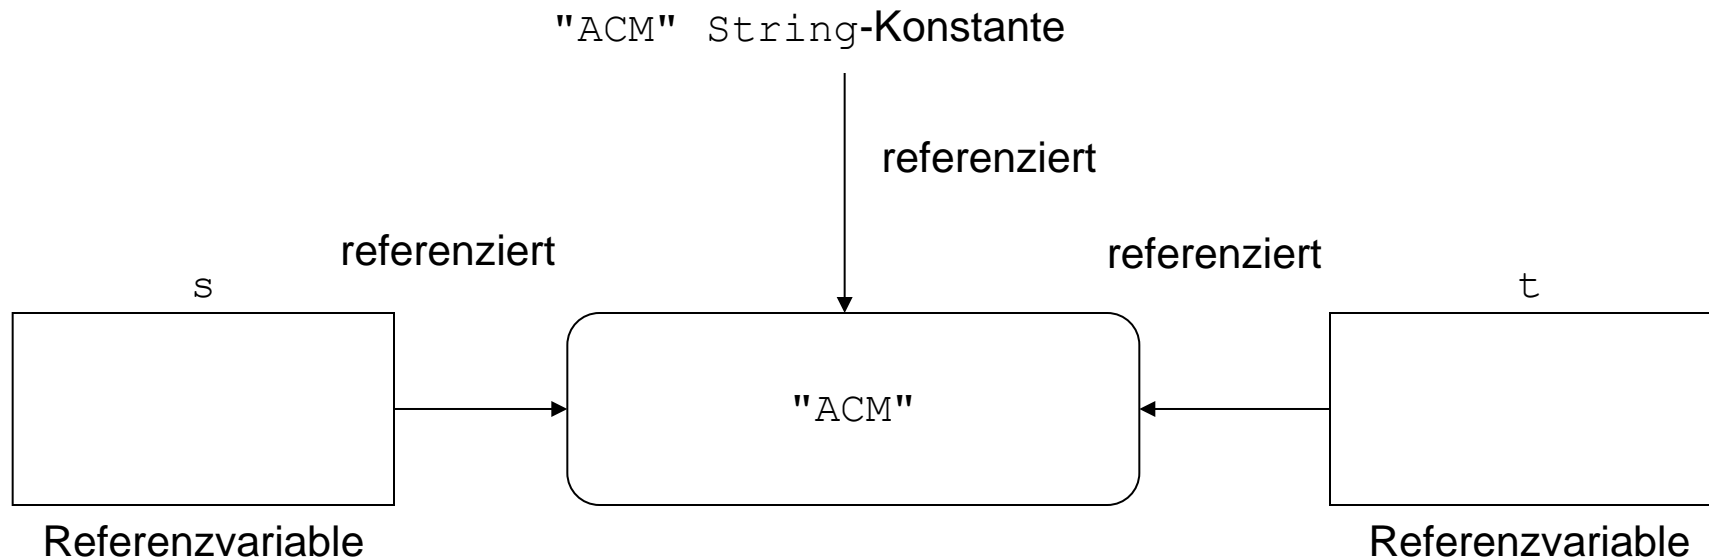 "ACM" String-Konstante
referenziert
referenziert
referenziert
s
t
"ACM"
Referenzvariable
Referenzvariable